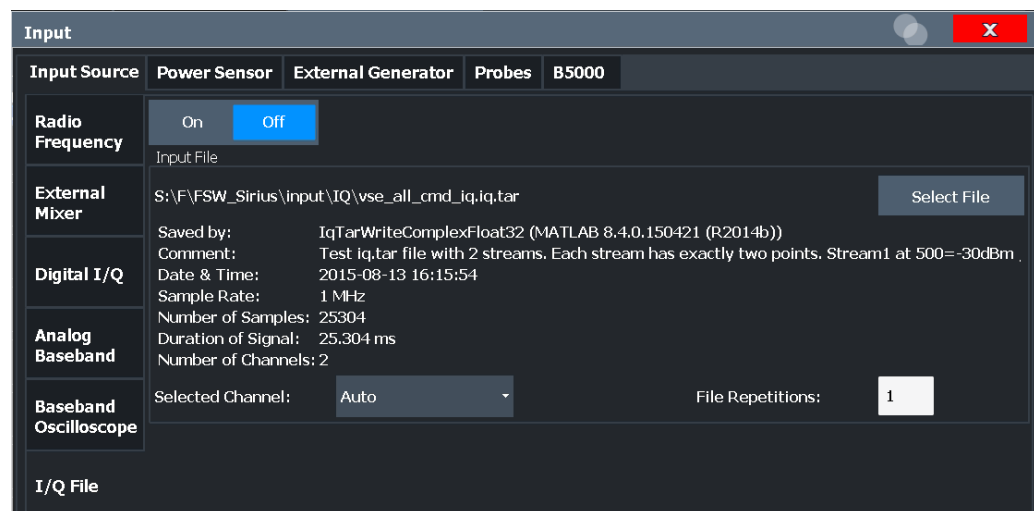 Input
X
Input Source Power Sensor External Generator Probes B5000
Radio
Frequency
On Off
Input File
External
Mixer
S:\F\FSW_Sirius\input\IQ\vse_all_cmd_iq.iq.tar
Select File
Saved by: IqTarWriteComplexFloat32 (MATLAB 8.4.0.150421 (R2014b))
Comment: Test iq.tar file with 2 streams. Each stream has exactly two points. Stream1 at 500=-30dBm ,
Digital I/Q
Date & Time: 2015-08-13 16:15:54
Sample Rate: 1 MHz
Number of Samples: 25304
Analog
Baseband
Duration of Signal: 25.304 ms
Number of Channels: 2
Baseband
Oscilloscope
Selected Channel: Auto File Repetitions: 1
I/Q File